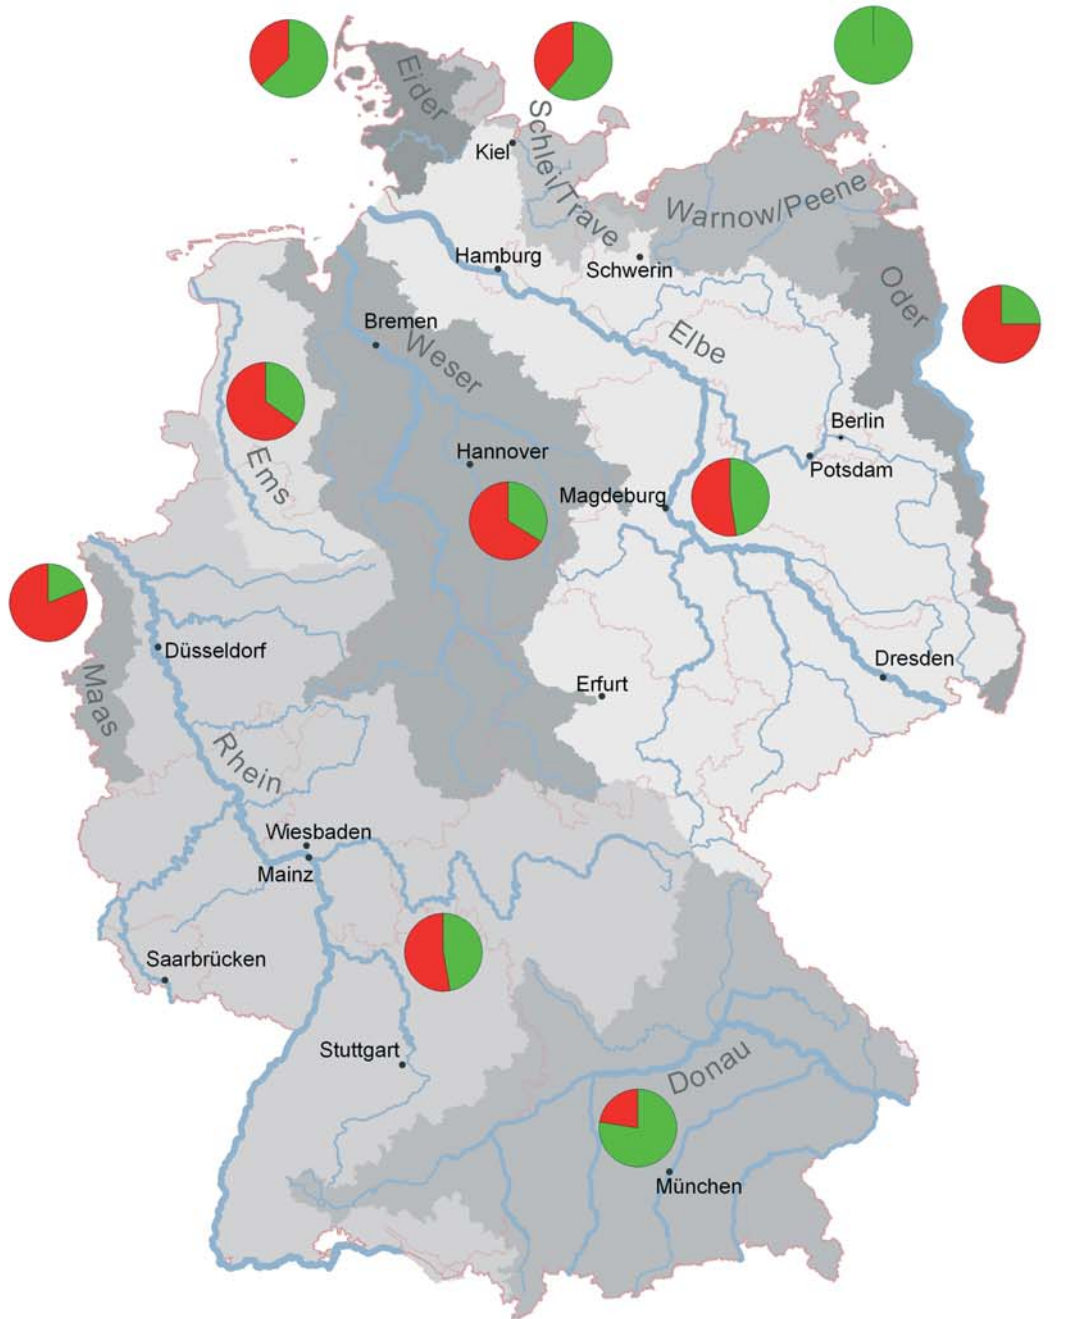 Eider
Schlei/Trave
Kiel
Warnow/Peene
Hamburg
Schwerin
Oder
Bremen
Weser
Elbe
Berlin
Hannover
Potsdam
Ems
Magdeburg
Düsseldorf
Dresden
Maas
Erfurt
Rhein
Wiesbaden
Mainz
Saarbrücken
Stuttgart
Donau
München